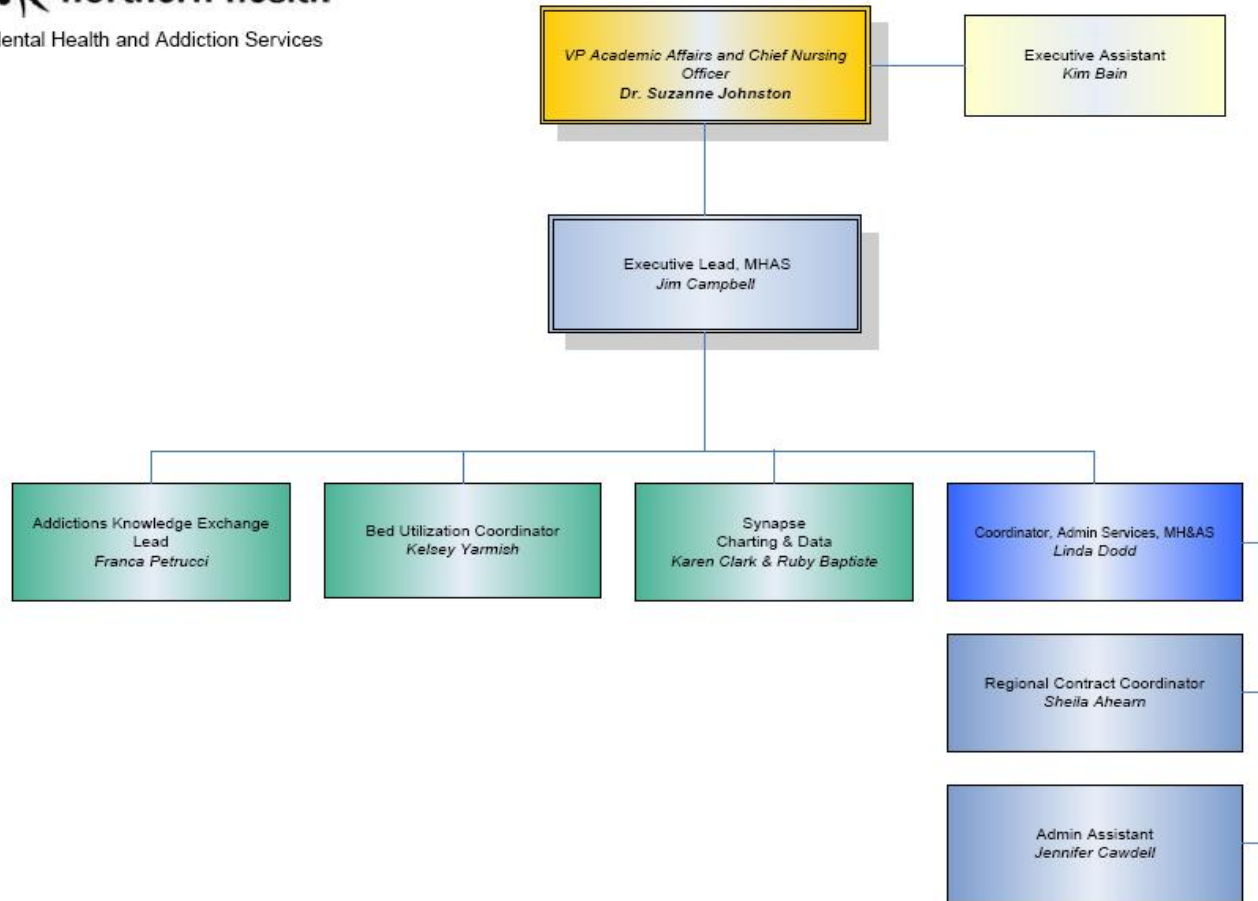 northern health
Mental Health and Addiction Services
VP Academic Affairs and Chief Nursing
Officer
Dr. Suzanne Johnston
Executive Assistant
Kim Bain
Executive Lead, MHAS
Jim Campbell
Addictions Knowledge Exchange
Lead
Franca Petrucci
Bed Utilization Coordinator
Kelsey Yarmish
Synapse
Charting & Data
Karen Clark & Ruby Baptiste
Coordinator, Admin Services, MH&AS
Linda Dodd
Regional Contract Coordinator
Sheila Ahearn
Admin Assistant
Jennifer Cawdell